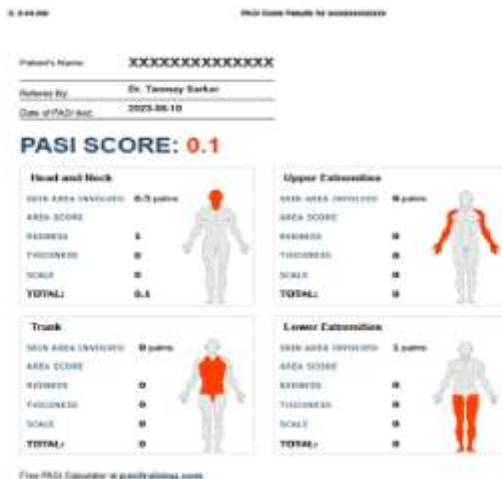 PASI Score Results for xxxxxxxxxxxxxx
Patient's Name: XXXXXXXXXXXXXX
Referee By: Dr. Tanmay Sarkar
Date of PASI test: 2023-08-10
PASI SCORE: 0.1
Head and Neck
SKIN AREA INVOLVED 0.5 palms
AREA SCORE
REDNESS 1
THICKNESS 0
SCALE 0
TOTAL: 0.1
Upper Extremities
SKIN AREA INVOLVED 0 palms
AREA SCORE
REDNESS 0
THICKNESS 0
SCALE 0
TOTAL: 0
Trunk
SKIN AREA INVOLVED 0 palms
AREA SCORE
REDNESS 0
THICKNESS 0
SCALE 0
TOTAL: 0
Lower Extremities
SKIN AREA INVOLVED 1 palms
AREA SCORE
REDNESS 0
THICKNESS 0
SCALE 0
TOTAL: 0
Free PASI Calculator at pasitraining.com